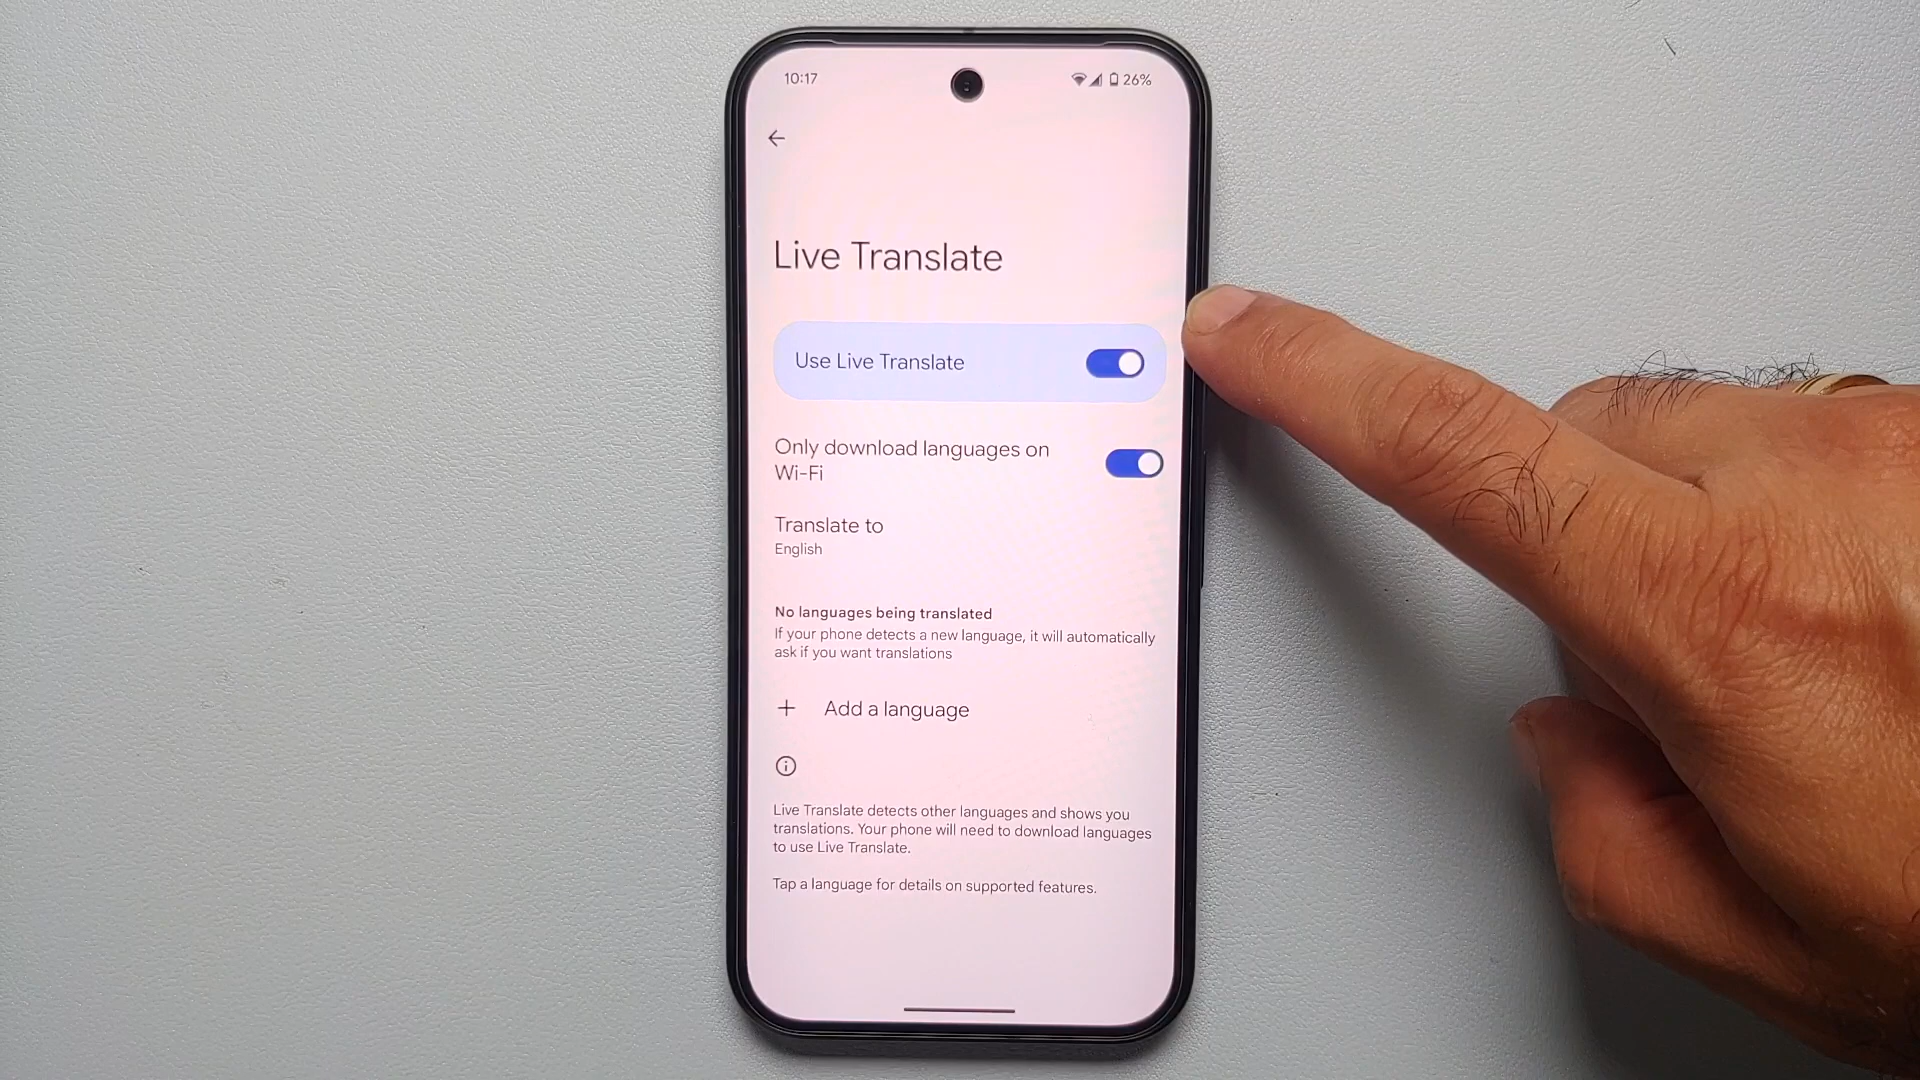 10:17
26%
Live Translate
Use Live Translate
Only download languages on
Wi-Fi
Translate to
English
No languages being translated
If your phone detects a new language, it will automatically
ask if you want translations
+ Add a language
Live Translate detects other languages and shows you
translations. Your phone will need to download languages
to use Live Translate.
Tap a language for details on supported features.